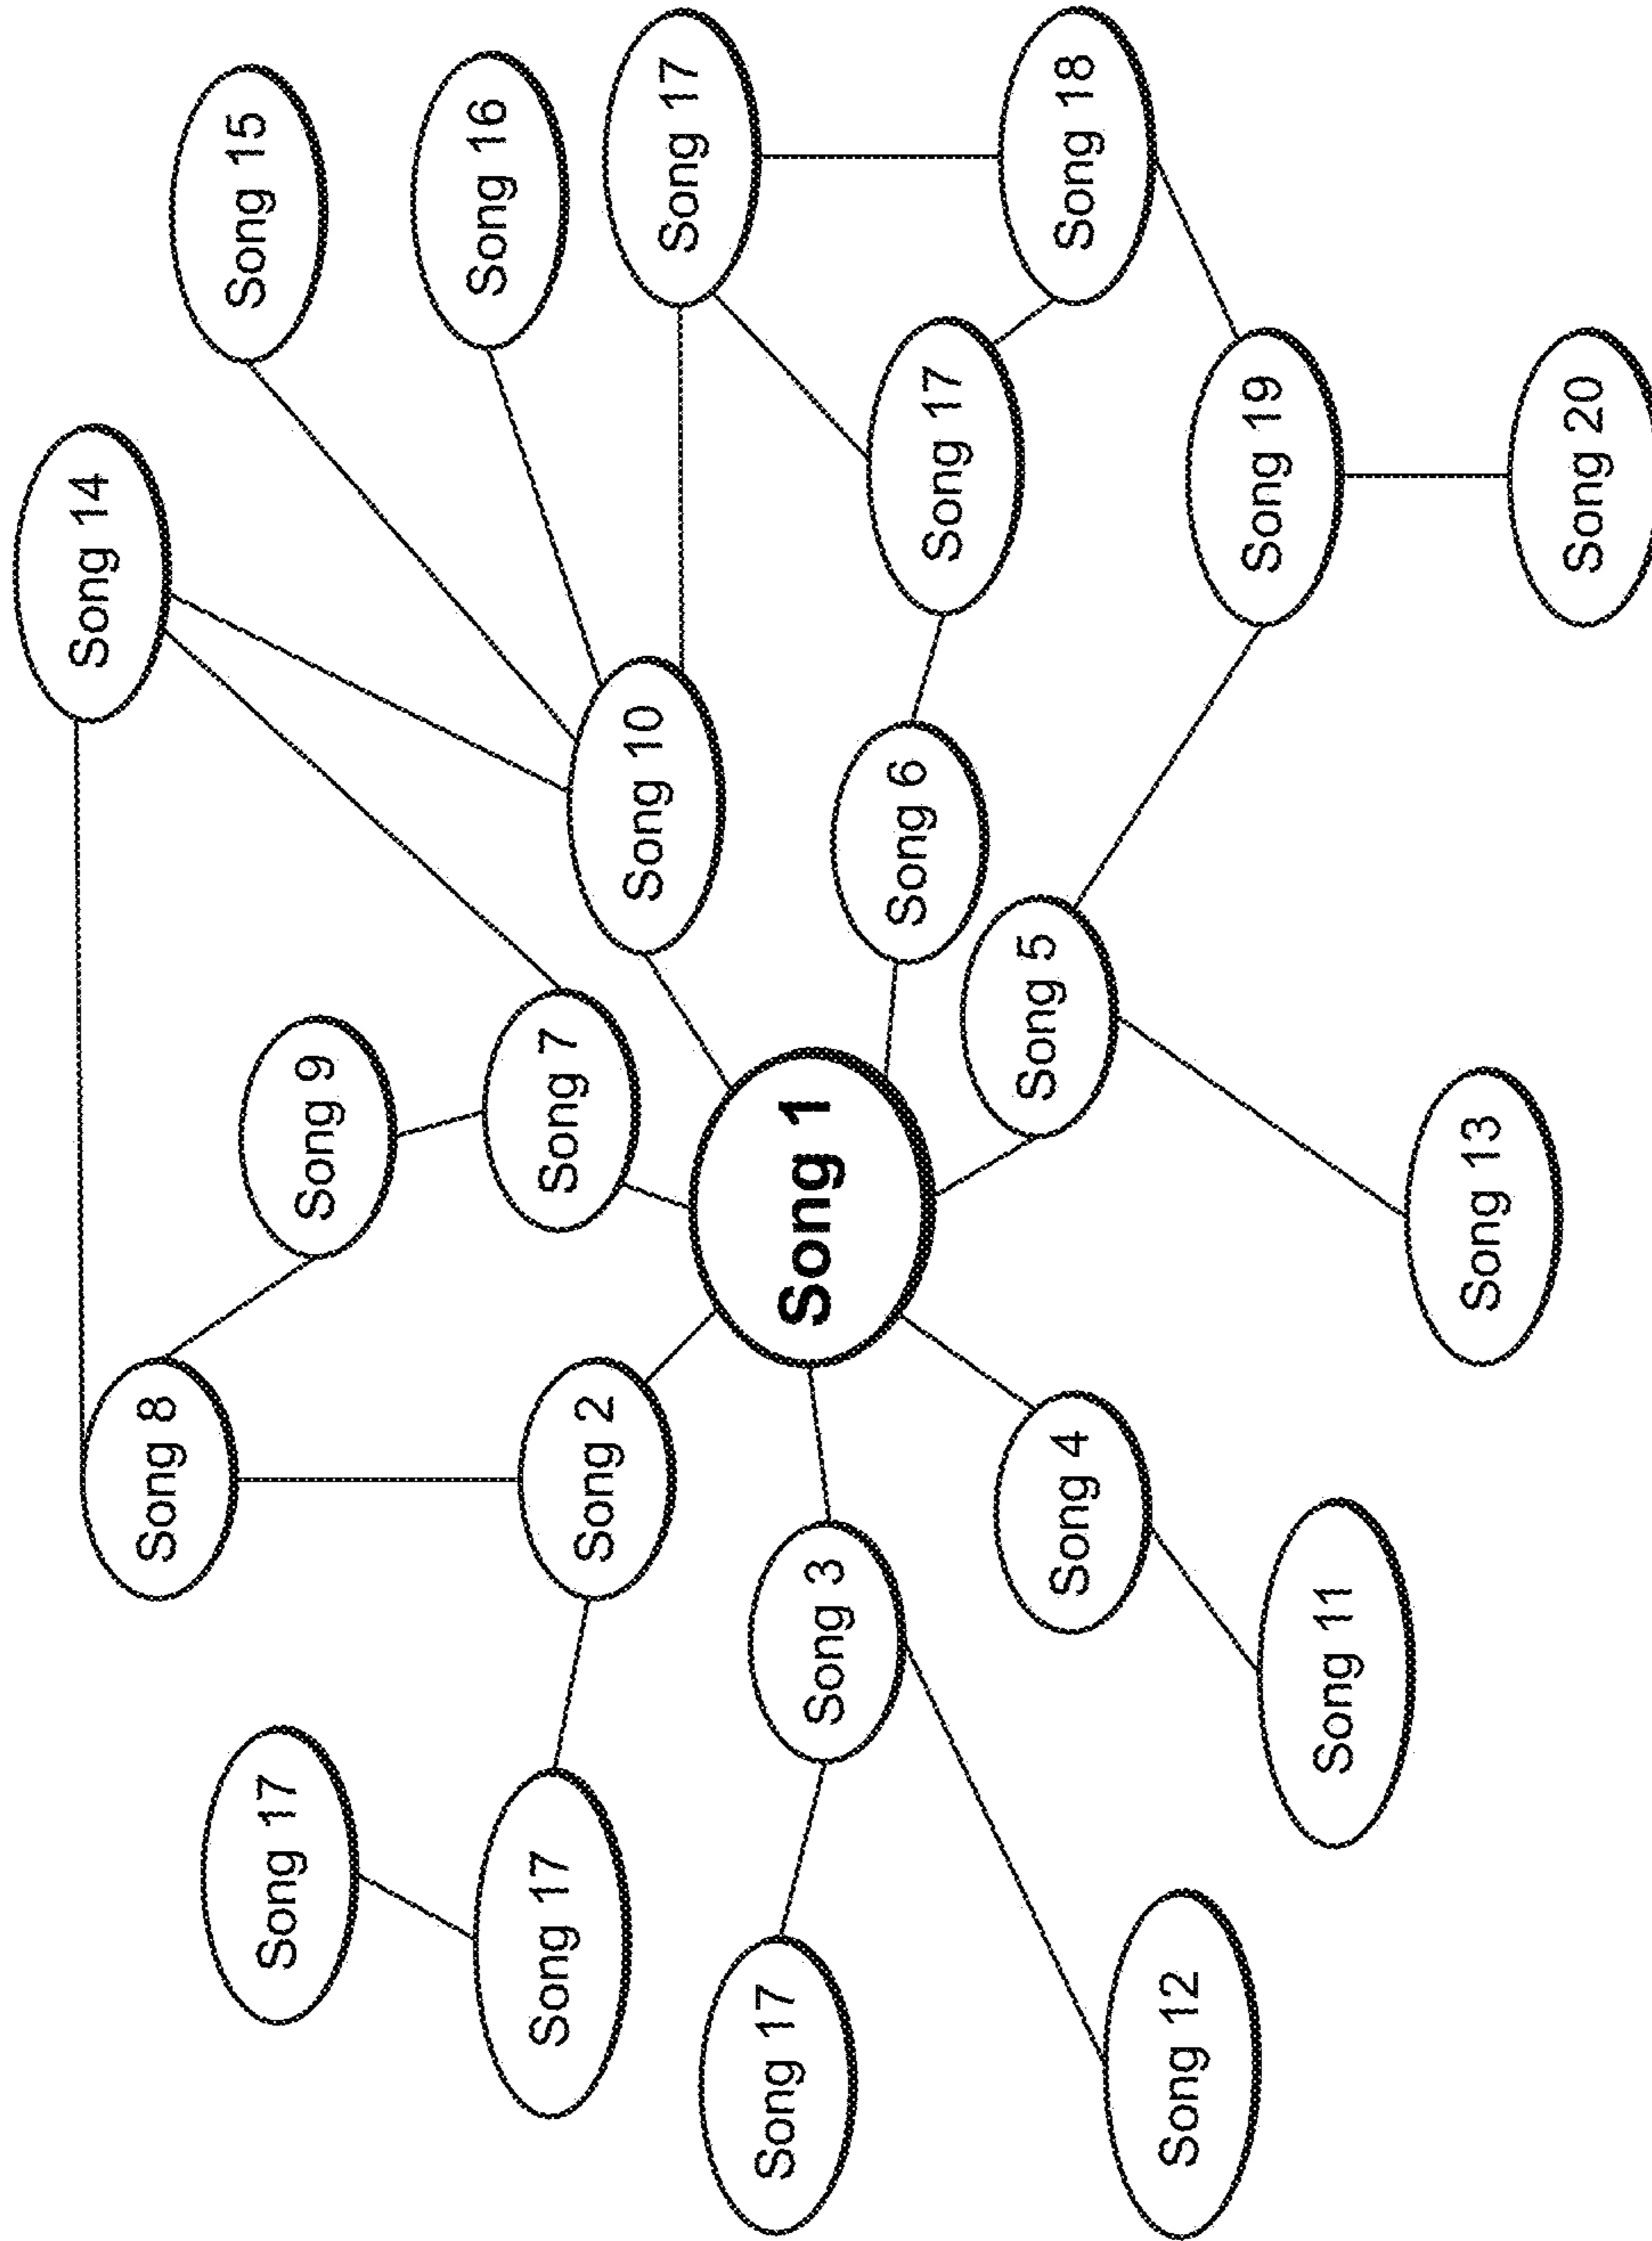 Song 14
Song 8
Song 15
Song 17
Song 9
Song 16
Song 17
Song 7
Song 2
Song 10
Song 17
Song 17
Song 1
Song 3
Song 6
Song 17
Song 5
Song 4
Song 18
Song 12
Song 19
Song 11
Song 13
Song 20